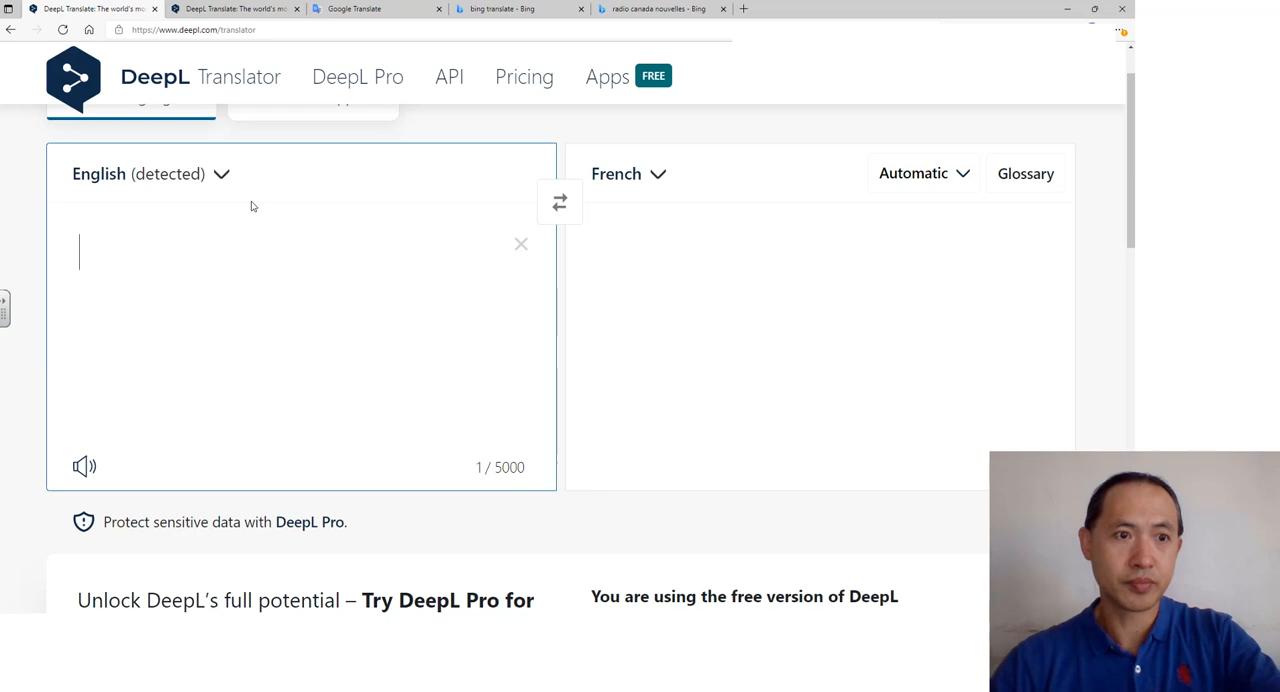 DeepL Translate: The world's mo
DeepL Translate: The world's mo
Google Translate
bing translate - Bing
radio canada nouvelles - Bing
https://www.deepl.com/translator
DeepL Translator
DeepL Pro
API
Pricing
Apps
FREE
English (detected)
French
Automatic
Glossary
1 / 5000
Protect sensitive data with DeepL Pro.
Unlock DeepL's full potential – Try DeepL Pro for
You are using the free version of DeepL